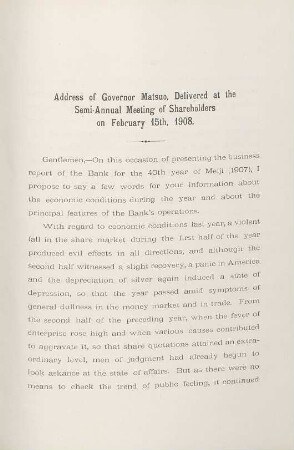 Address of Governor Matsuo, Delivered at the
Semi-Annual Meeting of Shareholders
on February 15th, 1908.
Gentlemen,—On this occasion of presenting the business
report of the Bank for the 40th year of Meiji (1907), I
propose to say a few words for your information about
the economic conditions during the year and about the
principal features of the Bank's operations.
With regard to economic conditions last year, a violent
fall in the share market during the first half of the year
produced evil effects in all directions, and although the
second half witnessed a slight recovery, a panic in America
and the depreciation of silver again induced a state of
depression, so that the year passed amid symptoms of
general dullness in the money market and in trade. From
the second half of the preceding year, when the fever of
enterprise rose high and when various causes contributed
to aggravate it, so that share quotations attained an extra-
ordinary level, men of judgment had already begun to
look askance at the state of affairs. But as there were no
means to check the trend of public feeling, it continued